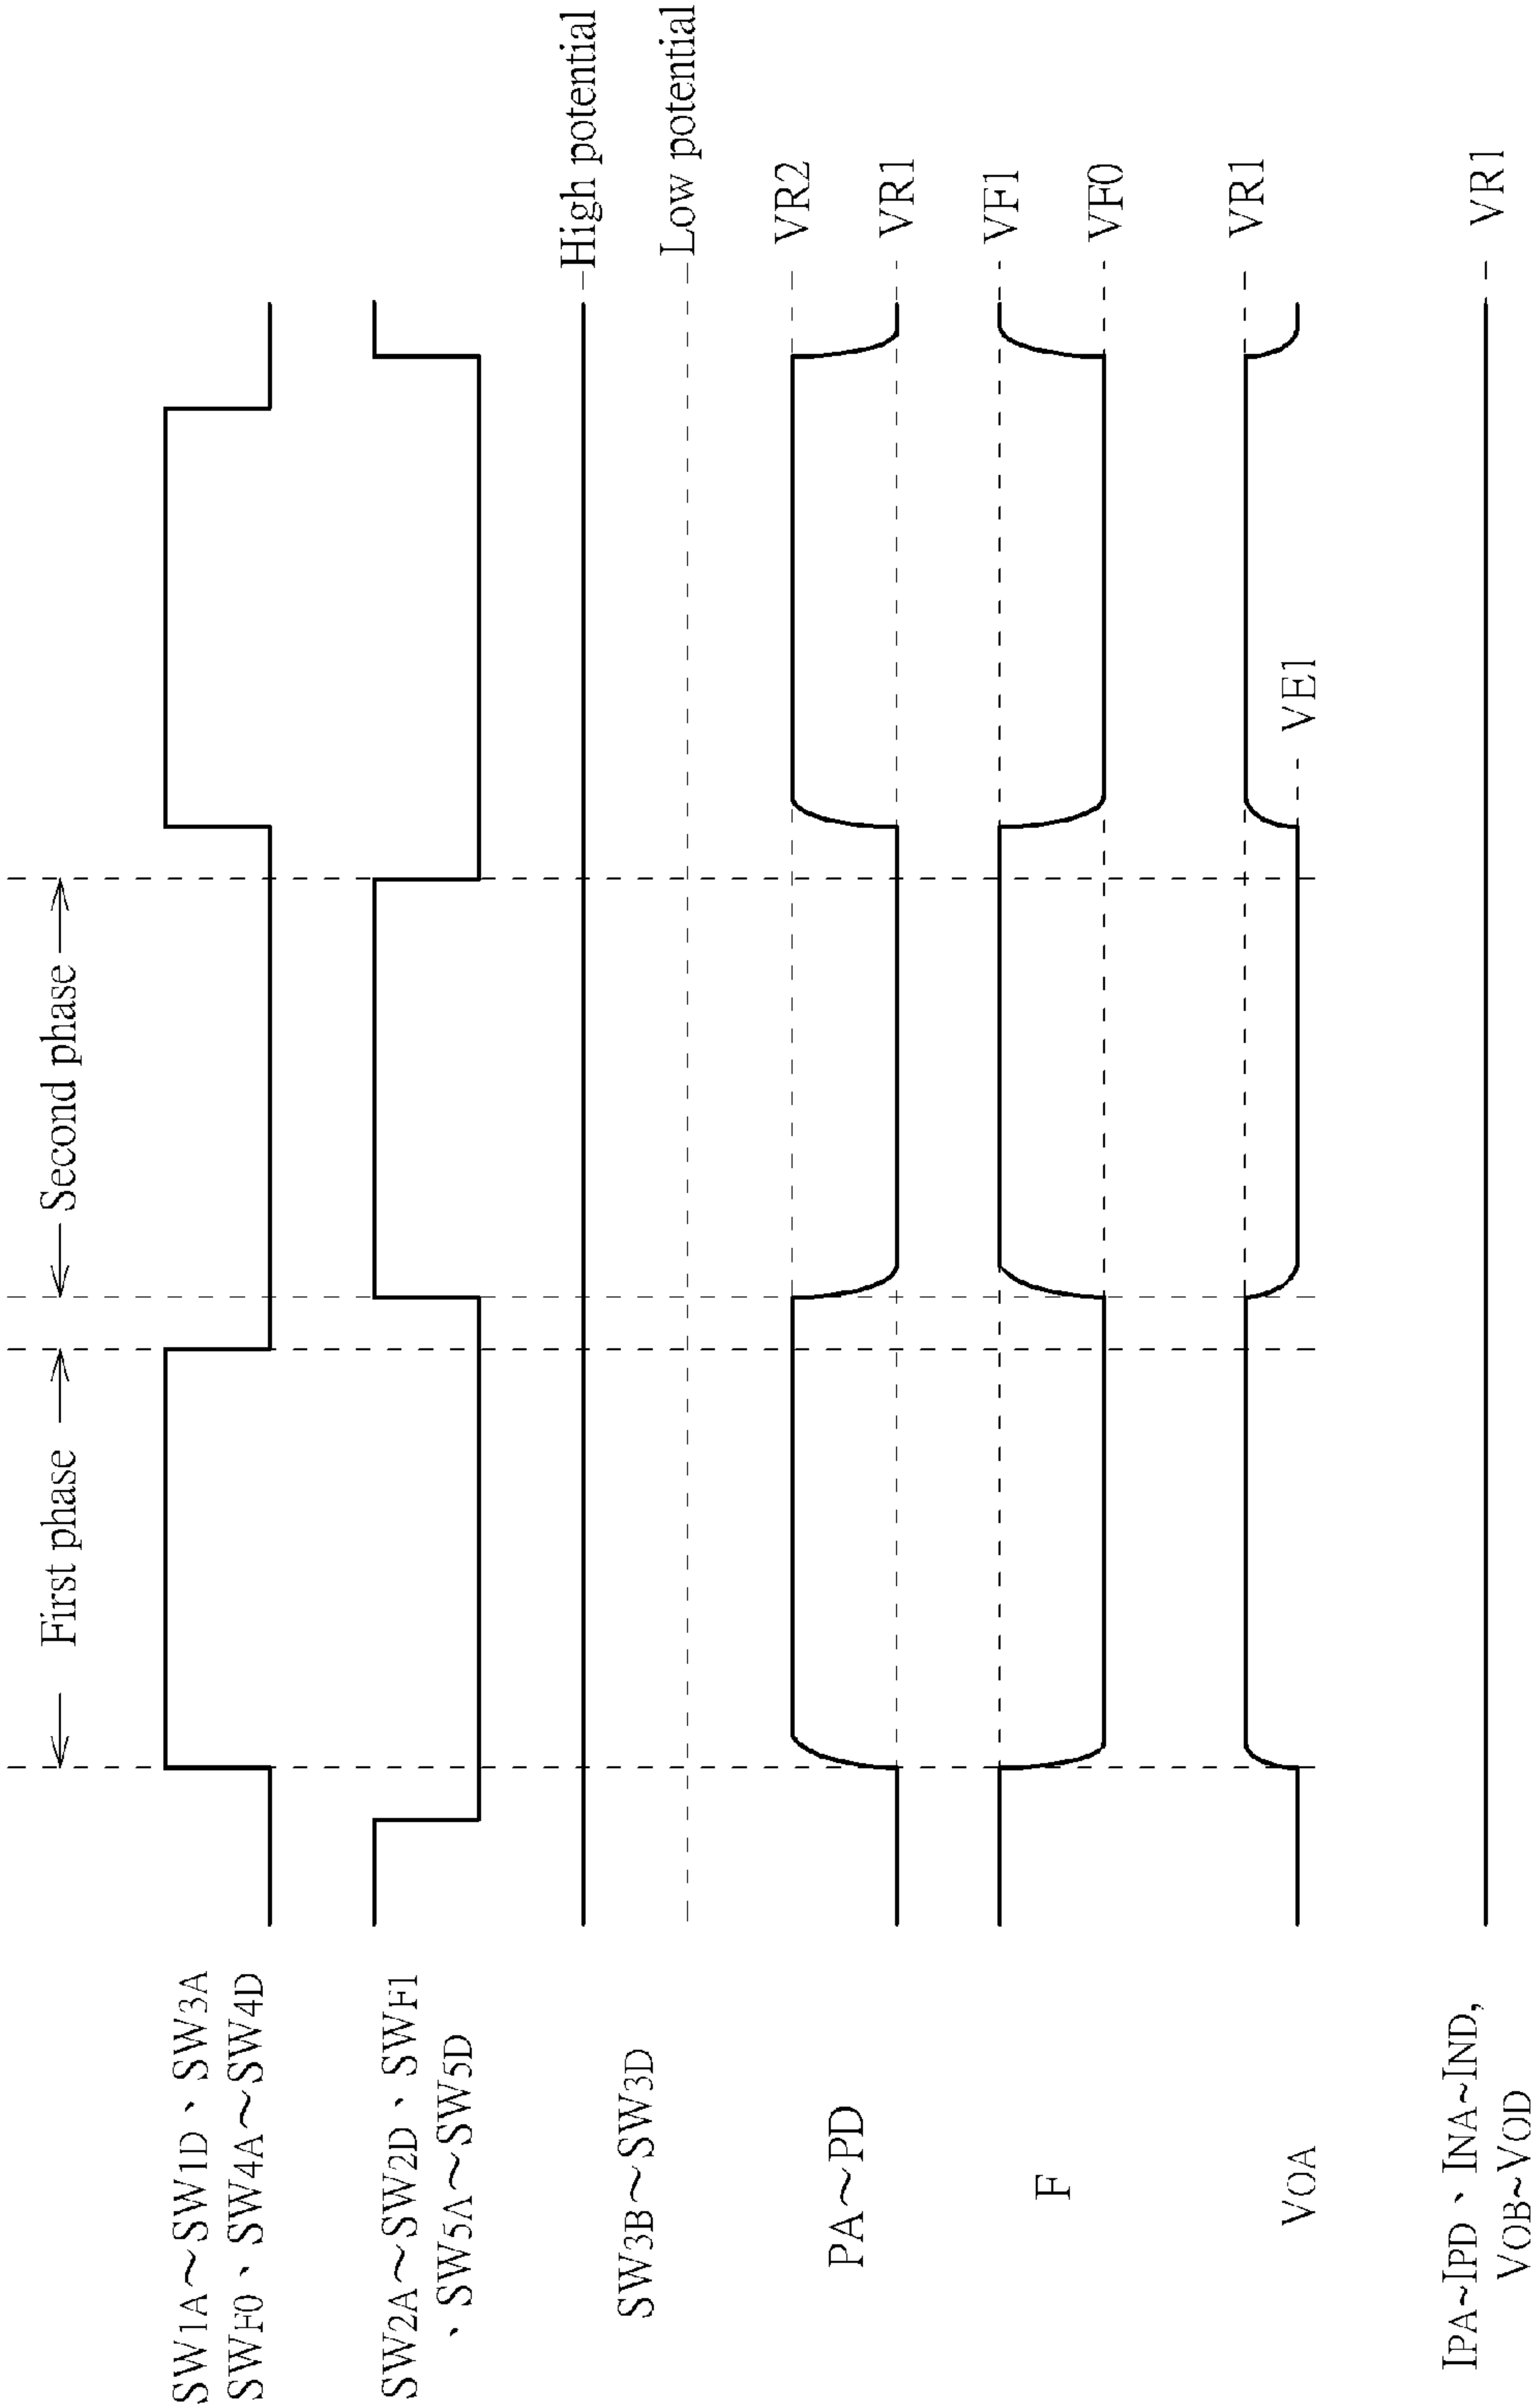 First phase
Second phase
SW1A～SW1D、SW3A
SWF0、SW4A～SW4D
SW2A～SW2D、SWF1
、SW5A～SW5D
SW3B～SW3D
High potential
Low potential
PA～PD
VR2
VR1
F
VF1
VF0
VOA
VR1
VE1
IPA~IPD、INA~IND,
VOB~VOD
VR1